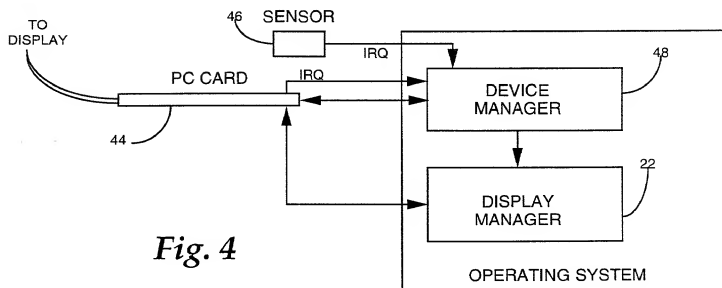 TO
DISPLAY
46
SENSOR
IRQ
PC CARD
IRQ
44
DEVICE
MANAGER
48
DISPLAY
MANAGER
22
Fig. 4
OPERATING SYSTEM